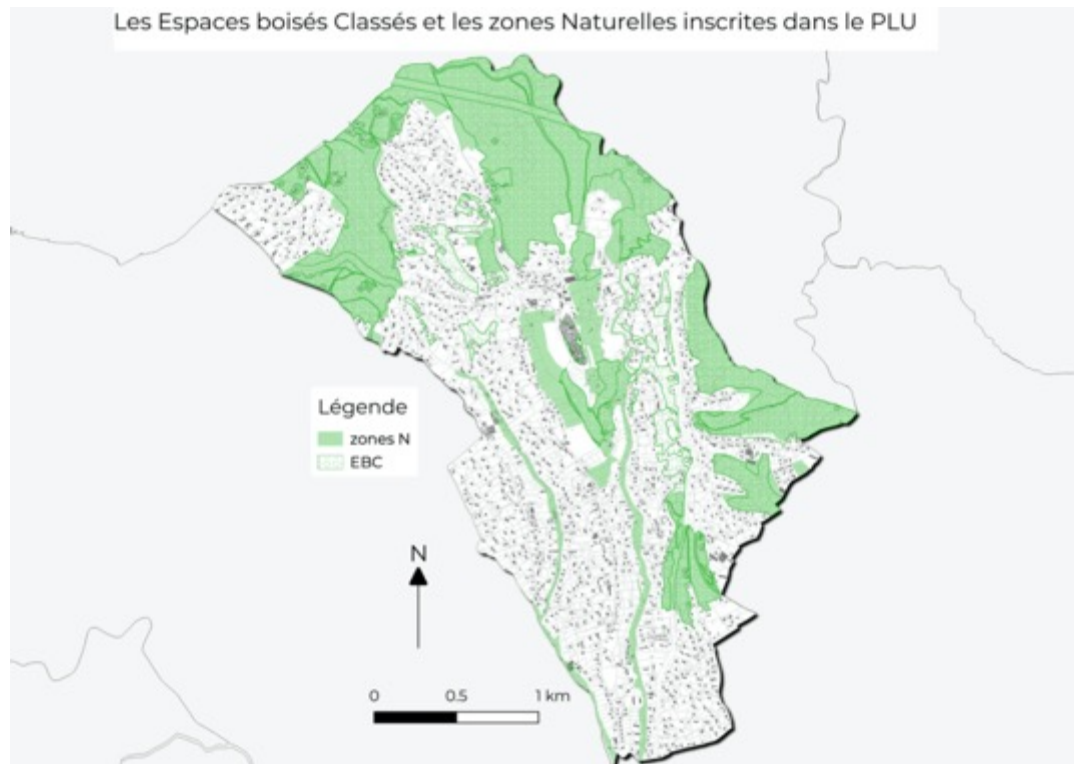 Les Espaces boisés Classés et les zones Naturelles inscrites dans le PLU
Légende
zones N
EBC
N
0 0.5 1 km